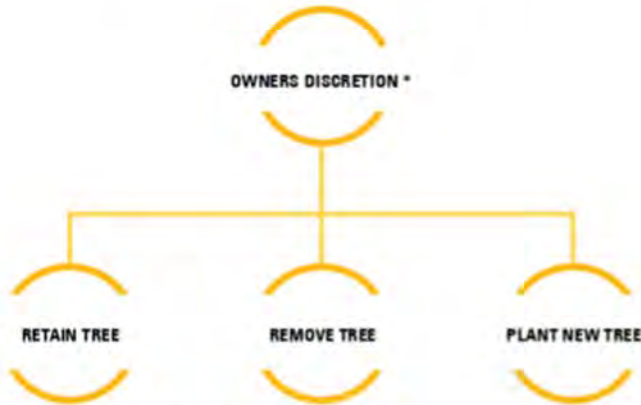 OWNERS DISCRETION *
RETAIN TREE
REMOVE TREE
PLANT NEW TREE